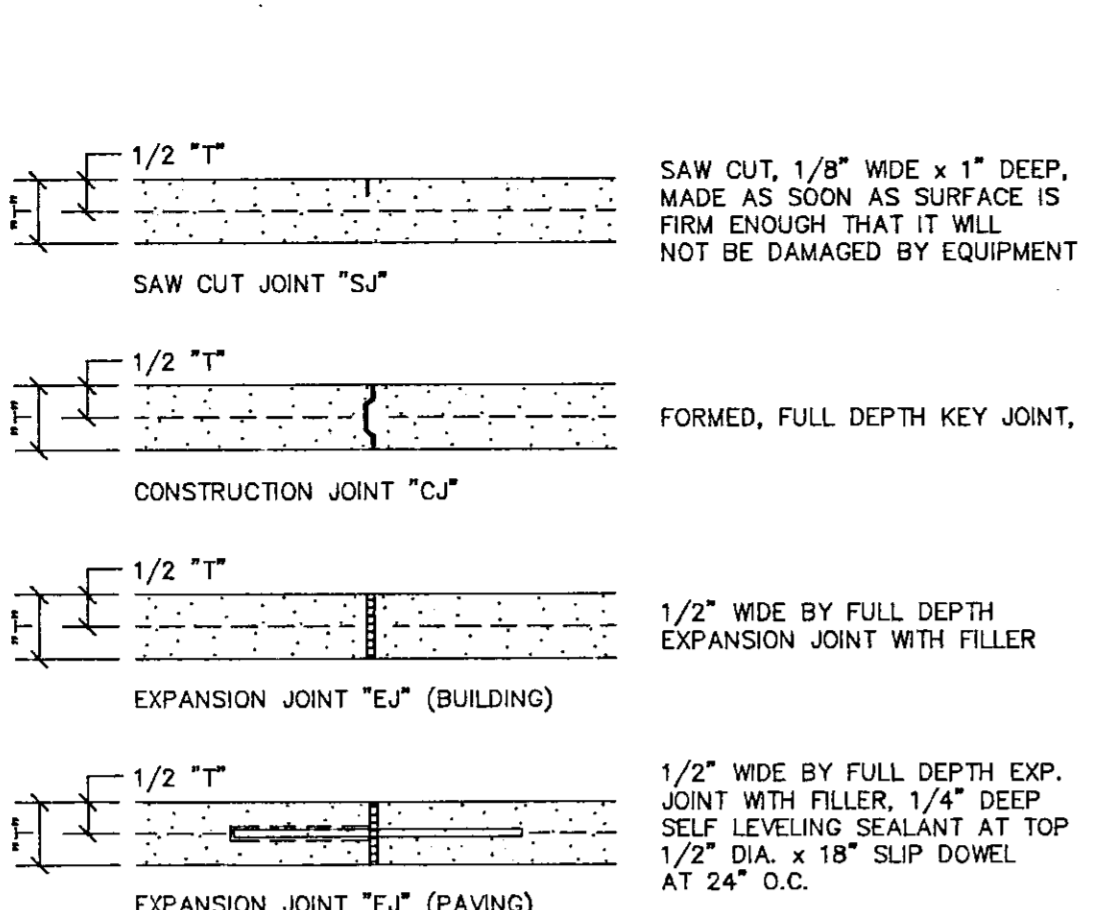 1/2 "T"
"T"
SAW CUT JOINT "SJ"
SAW CUT, 1/8" WIDE x 1" DEEP,
MADE AS SOON AS SURFACE IS
FIRM ENOUGH THAT IT WILL
NOT BE DAMAGED BY EQUIPMENT
1/2 "T"
"T"
CONSTRUCTION JOINT "CJ"
FORMED, FULL DEPTH KEY JOINT,
1/2 "T"
"T"
EXPANSION JOINT "EJ" (BUILDING)
1/2" WIDE BY FULL DEPTH
EXPANSION JOINT WITH FILLER
1/2 "T"
"T"
EXPANSION JOINT "EJ" (PAVING)
1/2" WIDE BY FULL DEPTH EXP.
JOINT WITH FILLER, 1/4" DEEP
SELF LEVELING SEALANT AT TOP
1/2" DIA. x 18" SLIP DOWEL
AT 24" O.C.